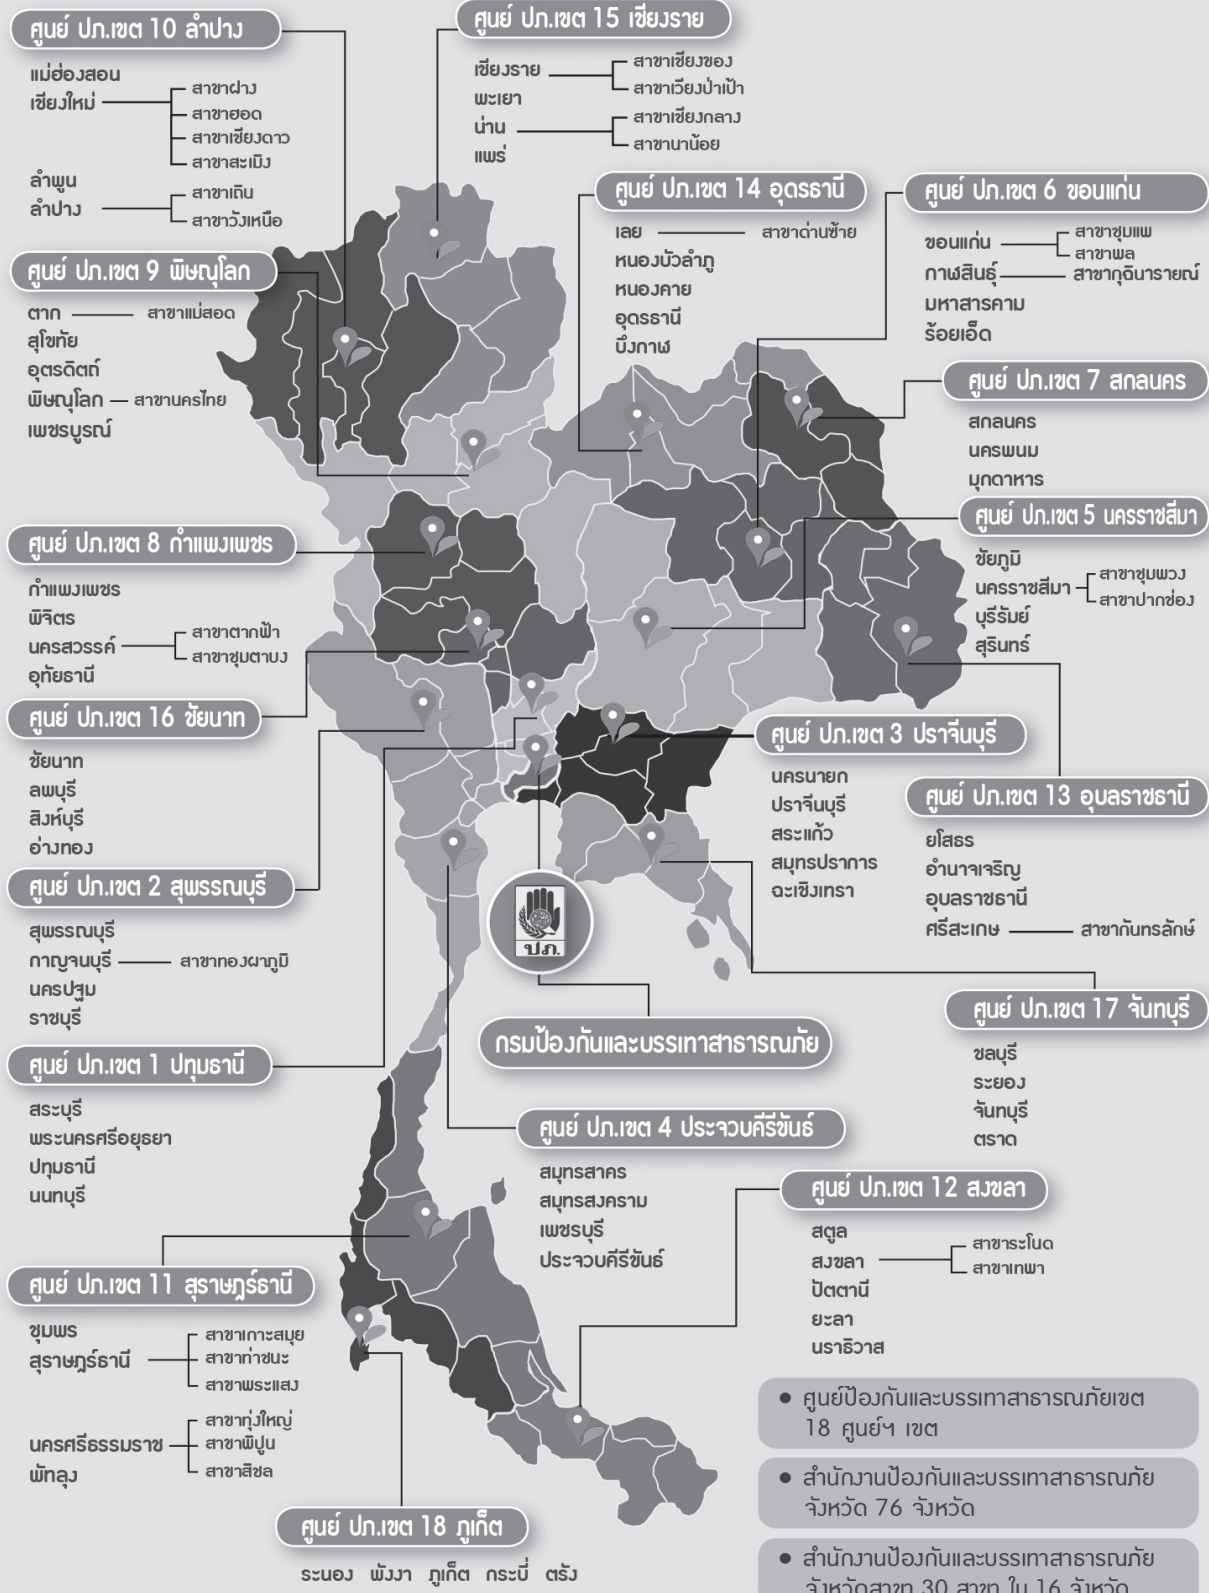 ศูนย์ ปภ.เขต 10 ลำปาง
แม่ฮ่องสอน
เชียงใหม่
สาขาฝาง
สาขาฮอด
สาขาเชียงดาว
สาขาสะเมิง
ลำพูน
ลำปาง
สาขาเถิน
สาขาวังเหนือ
ศูนย์ ปภ.เขต 15 เชียงราย
เชียงราย
สาขาเชียงของ
สาขาเวียงป่าเป้า
พะเยา
น่าน
สาขาเชียงกลาง
สาขานาน้อย
แพร่
ศูนย์ ปภ.เขต 14 อุดรธานี
เลย
สาขาด่านซ้าย
หนองบัวลำภู
หนองคาย
อุดรธานี
บึงกาฬ
ศูนย์ ปภ.เขต 6 ขอนแก่น
ขอนแก่น
สาขาชุมแพ
สาขาพล
กาฬสินธุ์
สาขากุฉินารายณ์
มหาสารคาม
ร้อยเอ็ด
ศูนย์ ปภ.เขต 9 พิษณุโลก
ตาก
สาขาแม่สอด
สุโขทัย
อุตรดิตถ์
พิษณุโลก
สาขานครไทย
เพชรบูรณ์
ศูนย์ ปภ.เขต 7 สกลนคร
สกลนคร
นครพนม
มุกดาหาร
ศูนย์ ปภ.เขต 5 นครราชสีมา
ชัยภูมิ
นครราชสีมา
สาขาชุมพวง
สาขาปากช่อง
บุรีรัมย์
สุรินทร์
ศูนย์ ปภ.เขต 8 กำแพงเพชร
กำแพงเพชร
พิจิตร
นครสวรรค์
สาขาตากฟ้า
สาขาชุมตาบง
อุทัยธานี
ศูนย์ ปภ.เขต 16 ชัยนาท
ชัยนาท
ลพบุรี
สิงห์บุรี
อ่างทอง
ศูนย์ ปภ.เขต 3 ปราจีนบุรี
นครนายก
ปราจีนบุรี
สระแก้ว
สมุทรปราการ
ฉะเชิงเทรา
ศูนย์ ปภ.เขต 13 อุบลราชธานี
ยโสธร
อำนาจเจริญ
อุบลราชธานี
ศรีสะเกษ
สาขากันทรลักษ์
ศูนย์ ปภ.เขต 2 สุพรรณบุรี
สุพรรณบุรี
กาญจนบุรี
สาขาทองผาภูมิ
นครปฐม
ราชบุรี
ปภ.
กรมป้องกันและบรรเทาสาธารณภัย
ศูนย์ ปภ.เขต 17 จันทบุรี
ชลบุรี
ระยอง
จันทบุรี
ตราด
ศูนย์ ปภ.เขต 1 ปทุมธานี
สระบุรี
พระนครศรีอยุธยา
ปทุมธานี
นนทบุรี
ศูนย์ ปภ.เขต 4 ประจวบคีรีขันธ์
สมุทรสาคร
สมุทรสงคราม
เพชรบุรี
ประจวบคีรีขันธ์
ศูนย์ ปภ.เขต 12 สงขลา
สตูล
สงขลา
สาขาระโนด
สาขาเทพา
ปัตตานี
ยะลา
นราธิวาส
ศูนย์ ปภ.เขต 11 สุราษฎร์ธานี
ชุมพร
สุราษฎร์ธานี
สาขาเกาะสมุย
สาขาท่าชนะ
สาขาพระแสง
นครศรีธรรมราช
สาขาทุ่งใหญ่
สาขาพิปูน
สาขาสิชล
พัทลุง
ศูนย์ ปภ.เขต 18 ภูเก็ต
ระนอง พังงา ภูเก็ต กระบี่ ตรัง
● ศูนย์ป้องกันและบรรเทาสาธารณภัยเขต
18 ศูนย์ฯ เขต
● สำนักงานป้องกันและบรรเทาสาธารณภัย
จังหวัด 76 จังหวัด
● สำนักงานป้องกันและบรรเทาสาธารณภัย
จังหวัดสาขา 30 สาขา ใน 16 จังหวัด